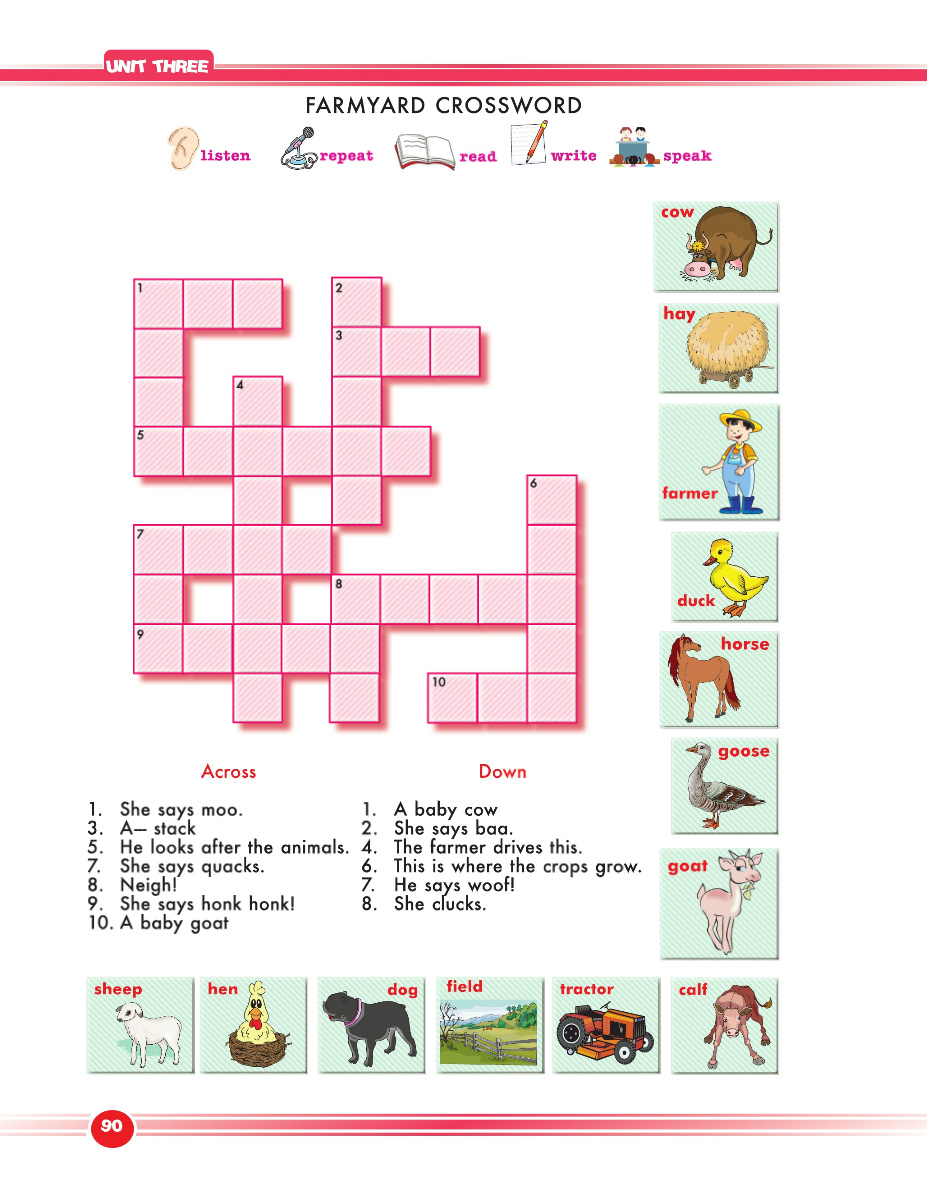 UNIT THREE
FARMYARD CROSSWORD
listen repeat read write speak
cow
hay
farmer
duck
horse
goose
goat
1 2
3
4
5
6
7
8
9
10
Across
1. She says moo.
3. A— stack
5. He looks after the animals.
7. She says quacks.
8. Neigh!
9. She says honk honk!
10. A baby goat
Down
1. A baby cow
2. She says baa.
4. The farmer drives this.
6. This is where the crops grow.
7. He says woof!
8. She clucks.
sheep hen dog field tractor calf
90